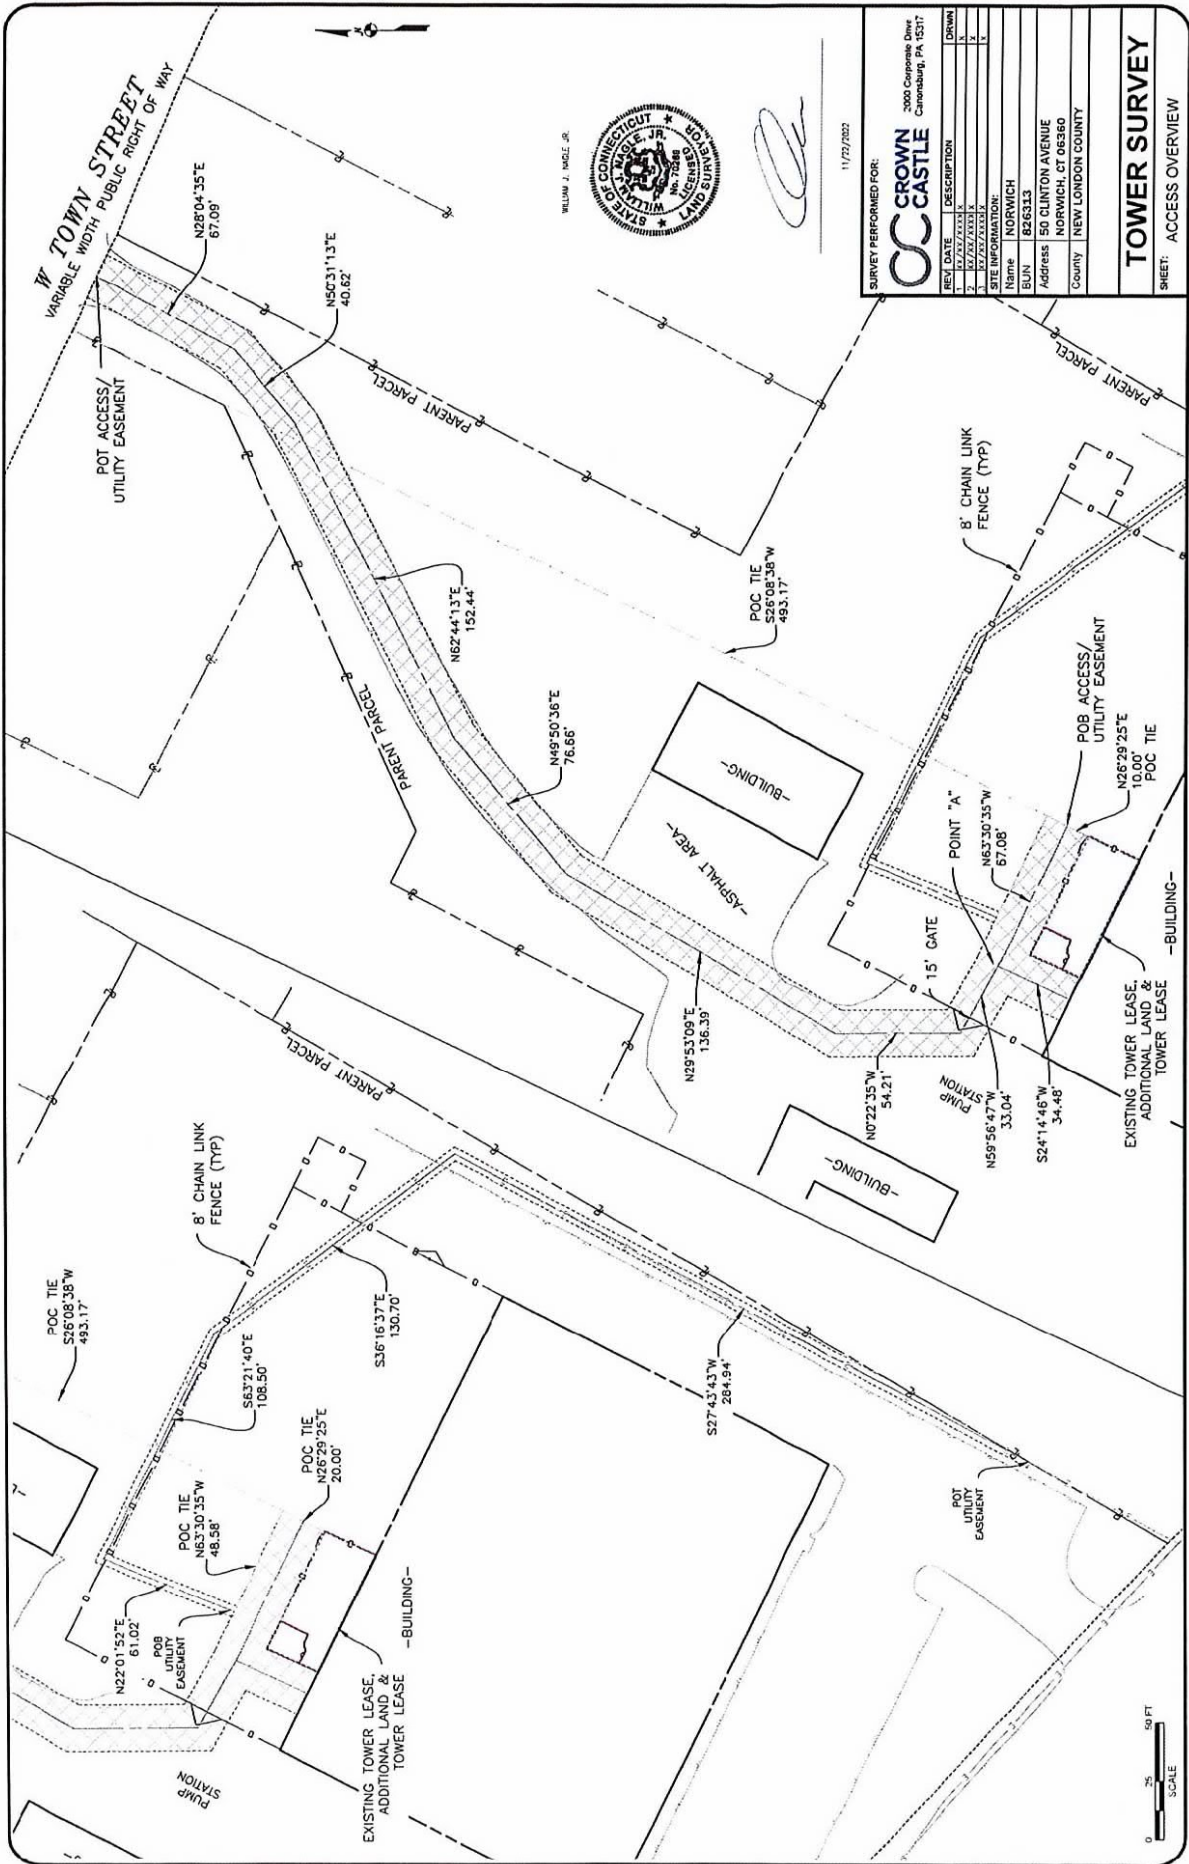 W TOWN STREET
VARIABLE WIDTH PUBLIC RIGHT OF WAY
POT ACCESS/
UTILITY EASEMENT
N28°04'35"E
67.09'
N50°31'13"E
40.62'
PARENT PARCEL
N62°44'13"E
152.44'
PARENT PARCEL
N49°50'36"E
76.66'
POC TIE
S26°08'38"W
493.17'
-BUILDING-
-ASPHALT AREA-
N29°53'09"E
136.39'
8' CHAIN LINK
FENCE (TYP)
PARENT PARCEL
POB ACCESS/
UTILITY EASEMENT
N26°29'25"E
10.00'
POC TIE
POINT "A"
N63°30'35"W
67.08'
15' GATE
N0°22'35"W
54.21'
PUMP
STATION
N59°56'47"W
33.04'
S24°14'46"W
34.48'
EXISTING TOWER LEASE,
ADDITIONAL LAND &
TOWER LEASE
-BUILDING-
-BUILDING-
PARENT PARCEL
8' CHAIN LINK
FENCE (TYP)
POC TIE
S26°08'38"W
493.17'
S63°21'40"E
108.50'
S36°16'37"E
130.70'
POC TIE
N26°29'25"E
20.00'
POC TIE
N63°30'35"W
48.58'
N22°01'52"E
61.02'
POB
UTILITY
EASEMENT
S27°43'43"W
284.94'
POT
UTILITY
EASEMENT
-BUILDING-
EXISTING TOWER LEASE,
ADDITIONAL LAND &
TOWER LEASE
PUMP
STATION
0 25 50 FT
SCALE
N
WILLIAM J. NAGLE JR.
STATE OF CONNECTICUT
WILLIAM J. NAGLE, JR.
LICENSED
LAND SURVEYOR
11/22/2022
SURVEY PERFORMED FOR:
CROWN
CASTLE
2000 Corporate Drive
Canonsburg, PA 15317
REV DATE DESCRIPTION DRWN
1 XX/XX/XXXX X X
2 XX/XX/XXXX X X
3 XX/XX/XXXX X X
SITE INFORMATION:
Name NORWICH
BUN 826313
Address 50 CLINTON AVENUE
NORWICH, CT 06360
County NEW LONDON COUNTY
TOWER SURVEY
SHEET: ACCESS OVERVIEW